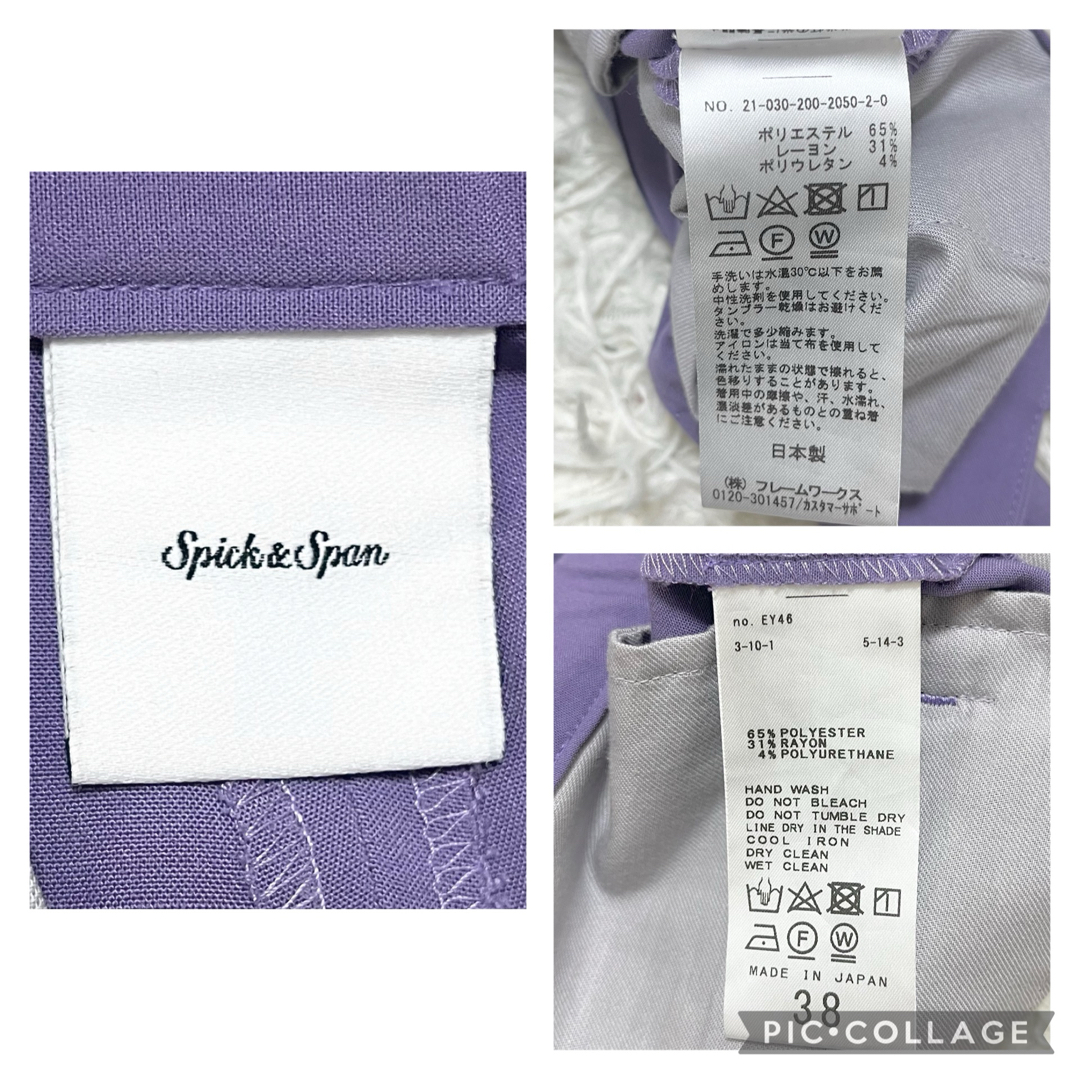 Spick & Span
NO. 21-030-200-2050-2-0
ポリエステル 65%
レーヨン 31%
ポリウレタン 4%
F W
手洗いは水温30℃以下をお薦
めします。
中性洗剤を使用してください。
タンブラー乾燥はお避けくだ
さい。
洗濯で多少縮みます。
アイロンは当て布を使用して
ください。
濡れたままの状態で擦れると、
色移りすることがあります。
着用中の摩擦や、汗、水濡れ、
濃淡差があるものとの重ね着
にご注意ください。
日本製
(株) フレームワークス
0120-301457/カスタマーサポート
no. EY46
3-10-1 5-14-3
65% POLYESTER
31% RAYON
4% POLYURETHANE
HAND WASH
DO NOT BLEACH
DO NOT TUMBLE DRY
LINE DRY IN THE SHADE
COOL IRON
DRY CLEAN
WET CLEAN
F W
MADE IN JAPAN
38
PIC•COLLAGE